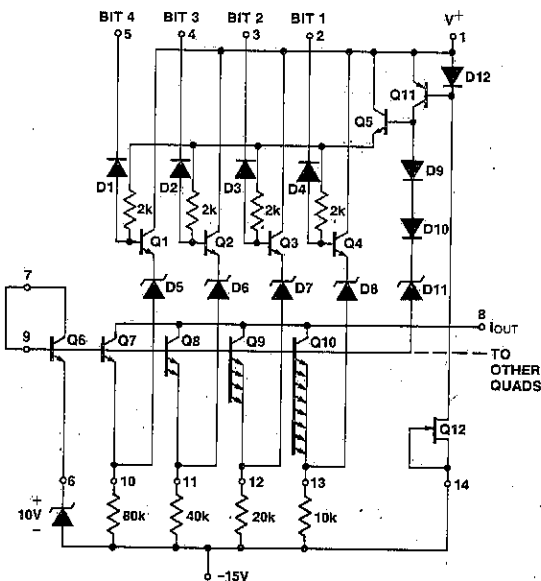 BIT 4 BIT 3 BIT 2 BIT 1 V+
5 4 3 2 1
D12
Q11
Q5
D1 D2 D3 D4 D9
2k 2k 2k 2k
D10
Q1 Q2 Q3 Q4
D5 D6 D7 D8 D11
7
8
iOUT
9 Q6 Q7 Q8 Q9 Q10
TO
OTHER
QUADS
Q12
6 10 11 12 13 14
+
10V
-
80k 40k 20k 10k
-15V